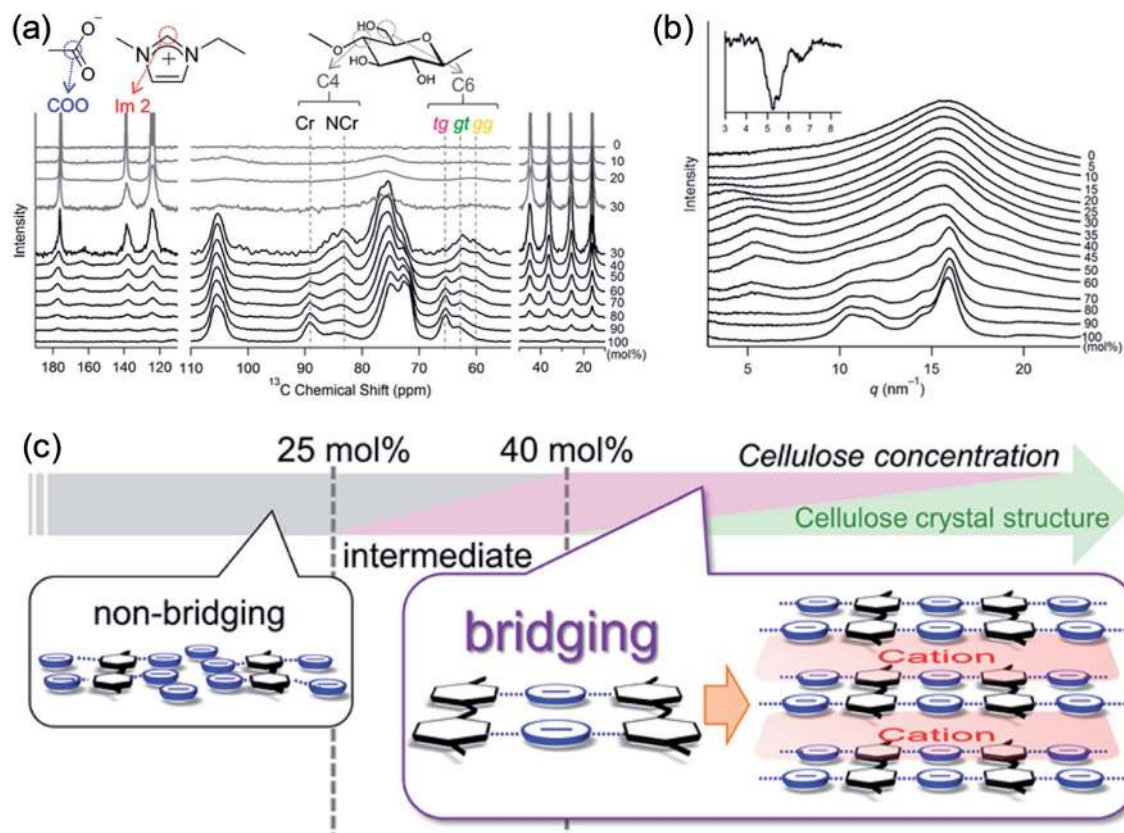 (a)
O−
O
COO
N
+
N
Im 2
HO
O
HO
OH
O
C4
C6
Cr
NCr
tg
gt
gg
0
10
20
30
30
40
50
60
70
80
90
100
(mol%)
Intensity
180 160 140 120
110 100 90 80 70 60
40 20
13C Chemical Shift (ppm)
(b)
3 4 5 6 7 8
0
5
10
15
20
25
30
35
40
45
50
60
70
80
90
100
(mol%)
Intensity
5 10 15 20
q (nm−1)
(c)
25 mol%
40 mol%
Cellulose concentration
Cellulose crystal structure
intermediate
non-bridging
bridging
Cation
Cation